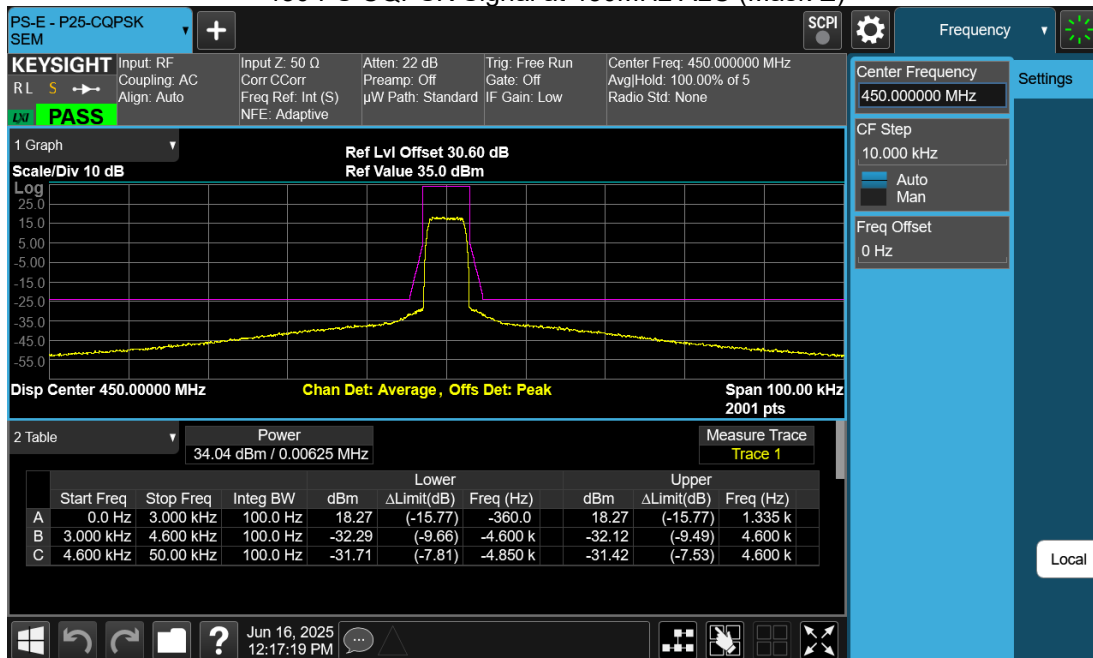 450 PS CQPSK Signal at 450MHz A2C (Mask E)
PS-E - P25-CQPSK
SEM
+
SCPI
Frequency
KEYSIGHT
R L S
LXI PASS
Input: RF
Coupling: AC
Align: Auto
Input Z: 50 Ω
Corr CCorr
Freq Ref: Int (S)
NFE: Adaptive
Atten: 22 dB
Preamp: Off
µW Path: Standard
Trig: Free Run
Gate: Off
IF Gain: Low
Center Freq: 450.000000 MHz
Avg|Hold: 100.00% of 5
Radio Std: None
Center Frequency
450.000000 MHz
Settings
CF Step
10.000 kHz
Auto
Man
Freq Offset
0 Hz
1 Graph
Scale/Div 10 dB
Ref Lvl Offset 30.60 dB
Ref Value 35.0 dBm
Log
25.0
15.0
5.00
-5.00
-15.0
-25.0
-35.0
-45.0
-55.0
Disp Center 450.00000 MHz
Chan Det: Average, Offs Det: Peak
Span 100.00 kHz
2001 pts
2 Table
Power
34.04 dBm / 0.00625 MHz
Measure Trace
Trace 1
Lower Upper
Start Freq Stop Freq Integ BW dBm ΔLimit(dB) Freq (Hz) dBm ΔLimit(dB) Freq (Hz)
A 0.0 Hz 3.000 kHz 100.0 Hz 18.27 (-15.77) -360.0 18.27 (-15.77) 1.335 k
B 3.000 kHz 4.600 kHz 100.0 Hz -32.29 (-9.66) -4.600 k -32.12 (-9.49) 4.600 k
C 4.600 kHz 50.00 kHz 100.0 Hz -31.71 (-7.81) -4.850 k -31.42 (-7.53) 4.600 k
Local
?
Jun 16, 2025
12:17:19 PM